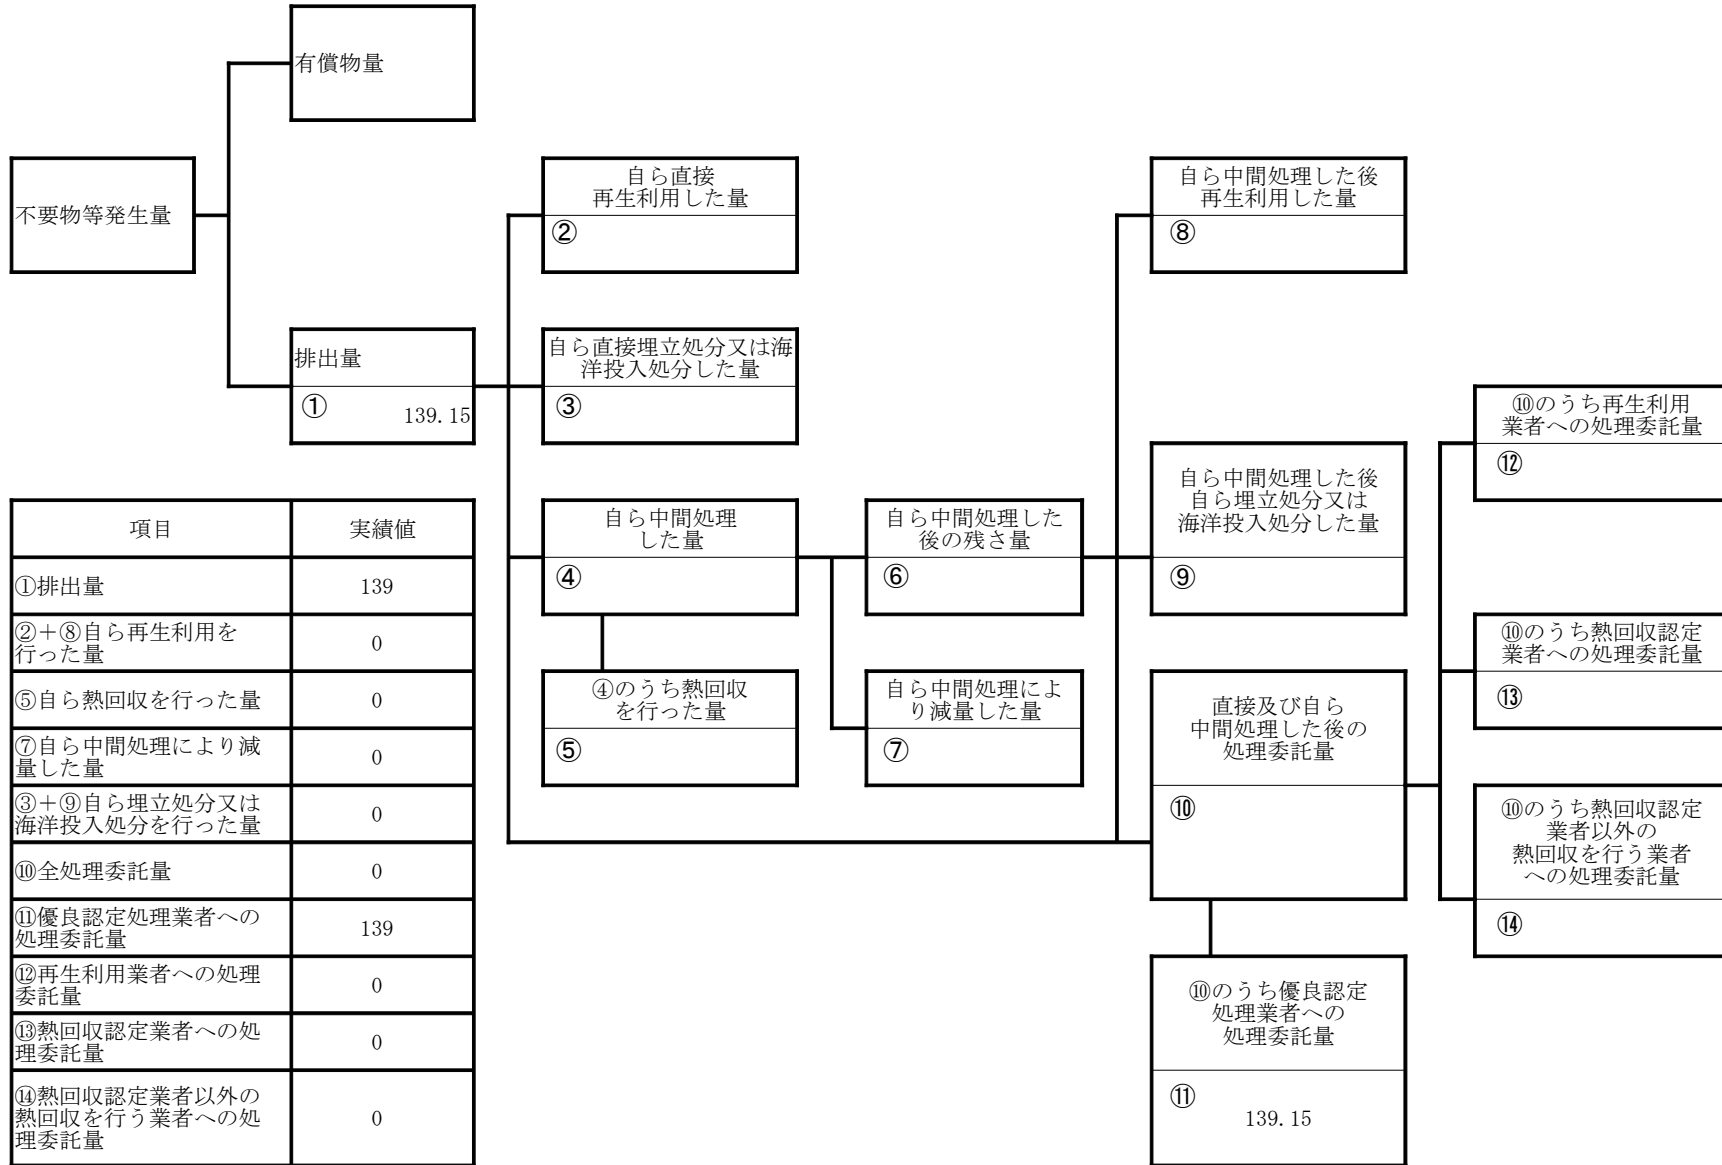 有償物量
不要物等発生量
自ら直接
再生利用した量
②
自ら中間処理した後
再生利用した量
⑧
排出量
①
139.15
自ら直接埋立処分又は海
洋投入処分した量
③
⑩のうち再生利用
業者への処理委託量
⑫
自ら中間処理
した量
④
自ら中間処理した
後の残さ量
⑥
自ら中間処理した後
自ら埋立処分又は
海洋投入処分した量
⑨
⑩のうち熱回収認定
業者への処理委託量
⑬
④のうち熱回収
を行った量
⑤
自ら中間処理によ
り減量した量
⑦
直接及び自ら
中間処理した後の
処理委託量
⑩
⑩のうち熱回収認定
業者以外の
熱回収を行う業者
への処理委託量
⑭
⑩のうち優良認定
処理業者への
処理委託量
⑪
139.15
項目 実績値
①排出量 139
②＋⑧自ら再生利用を
行った量 0
⑤自ら熱回収を行った量 0
⑦自ら中間処理により減
量した量 0
③＋⑨自ら埋立処分又は
海洋投入処分を行った量 0
⑩全処理委託量 0
⑪優良認定処理業者への
処理委託量 139
⑫再生利用業者への処理
委託量 0
⑬熱回収認定業者への処
理委託量 0
⑭熱回収認定業者以外の
熱回収を行う業者への処
理委託量 0